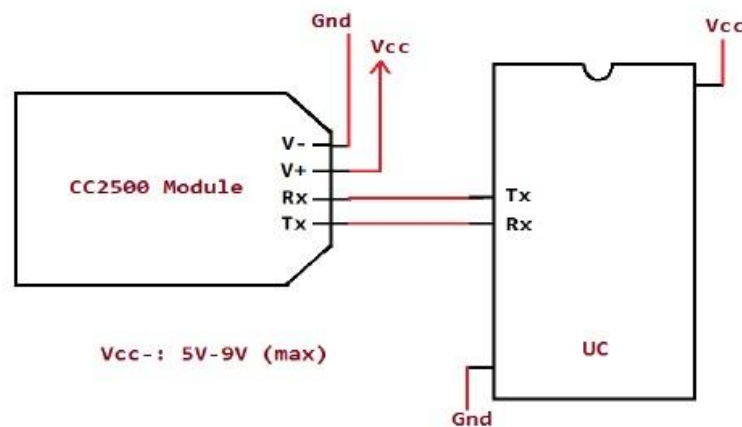 Gnd
Vcc
Vcc
V-
V+
CC2500 Module
Rx
Tx
Tx
Rx
Vcc-: 5V-9V (max)
UC
Gnd